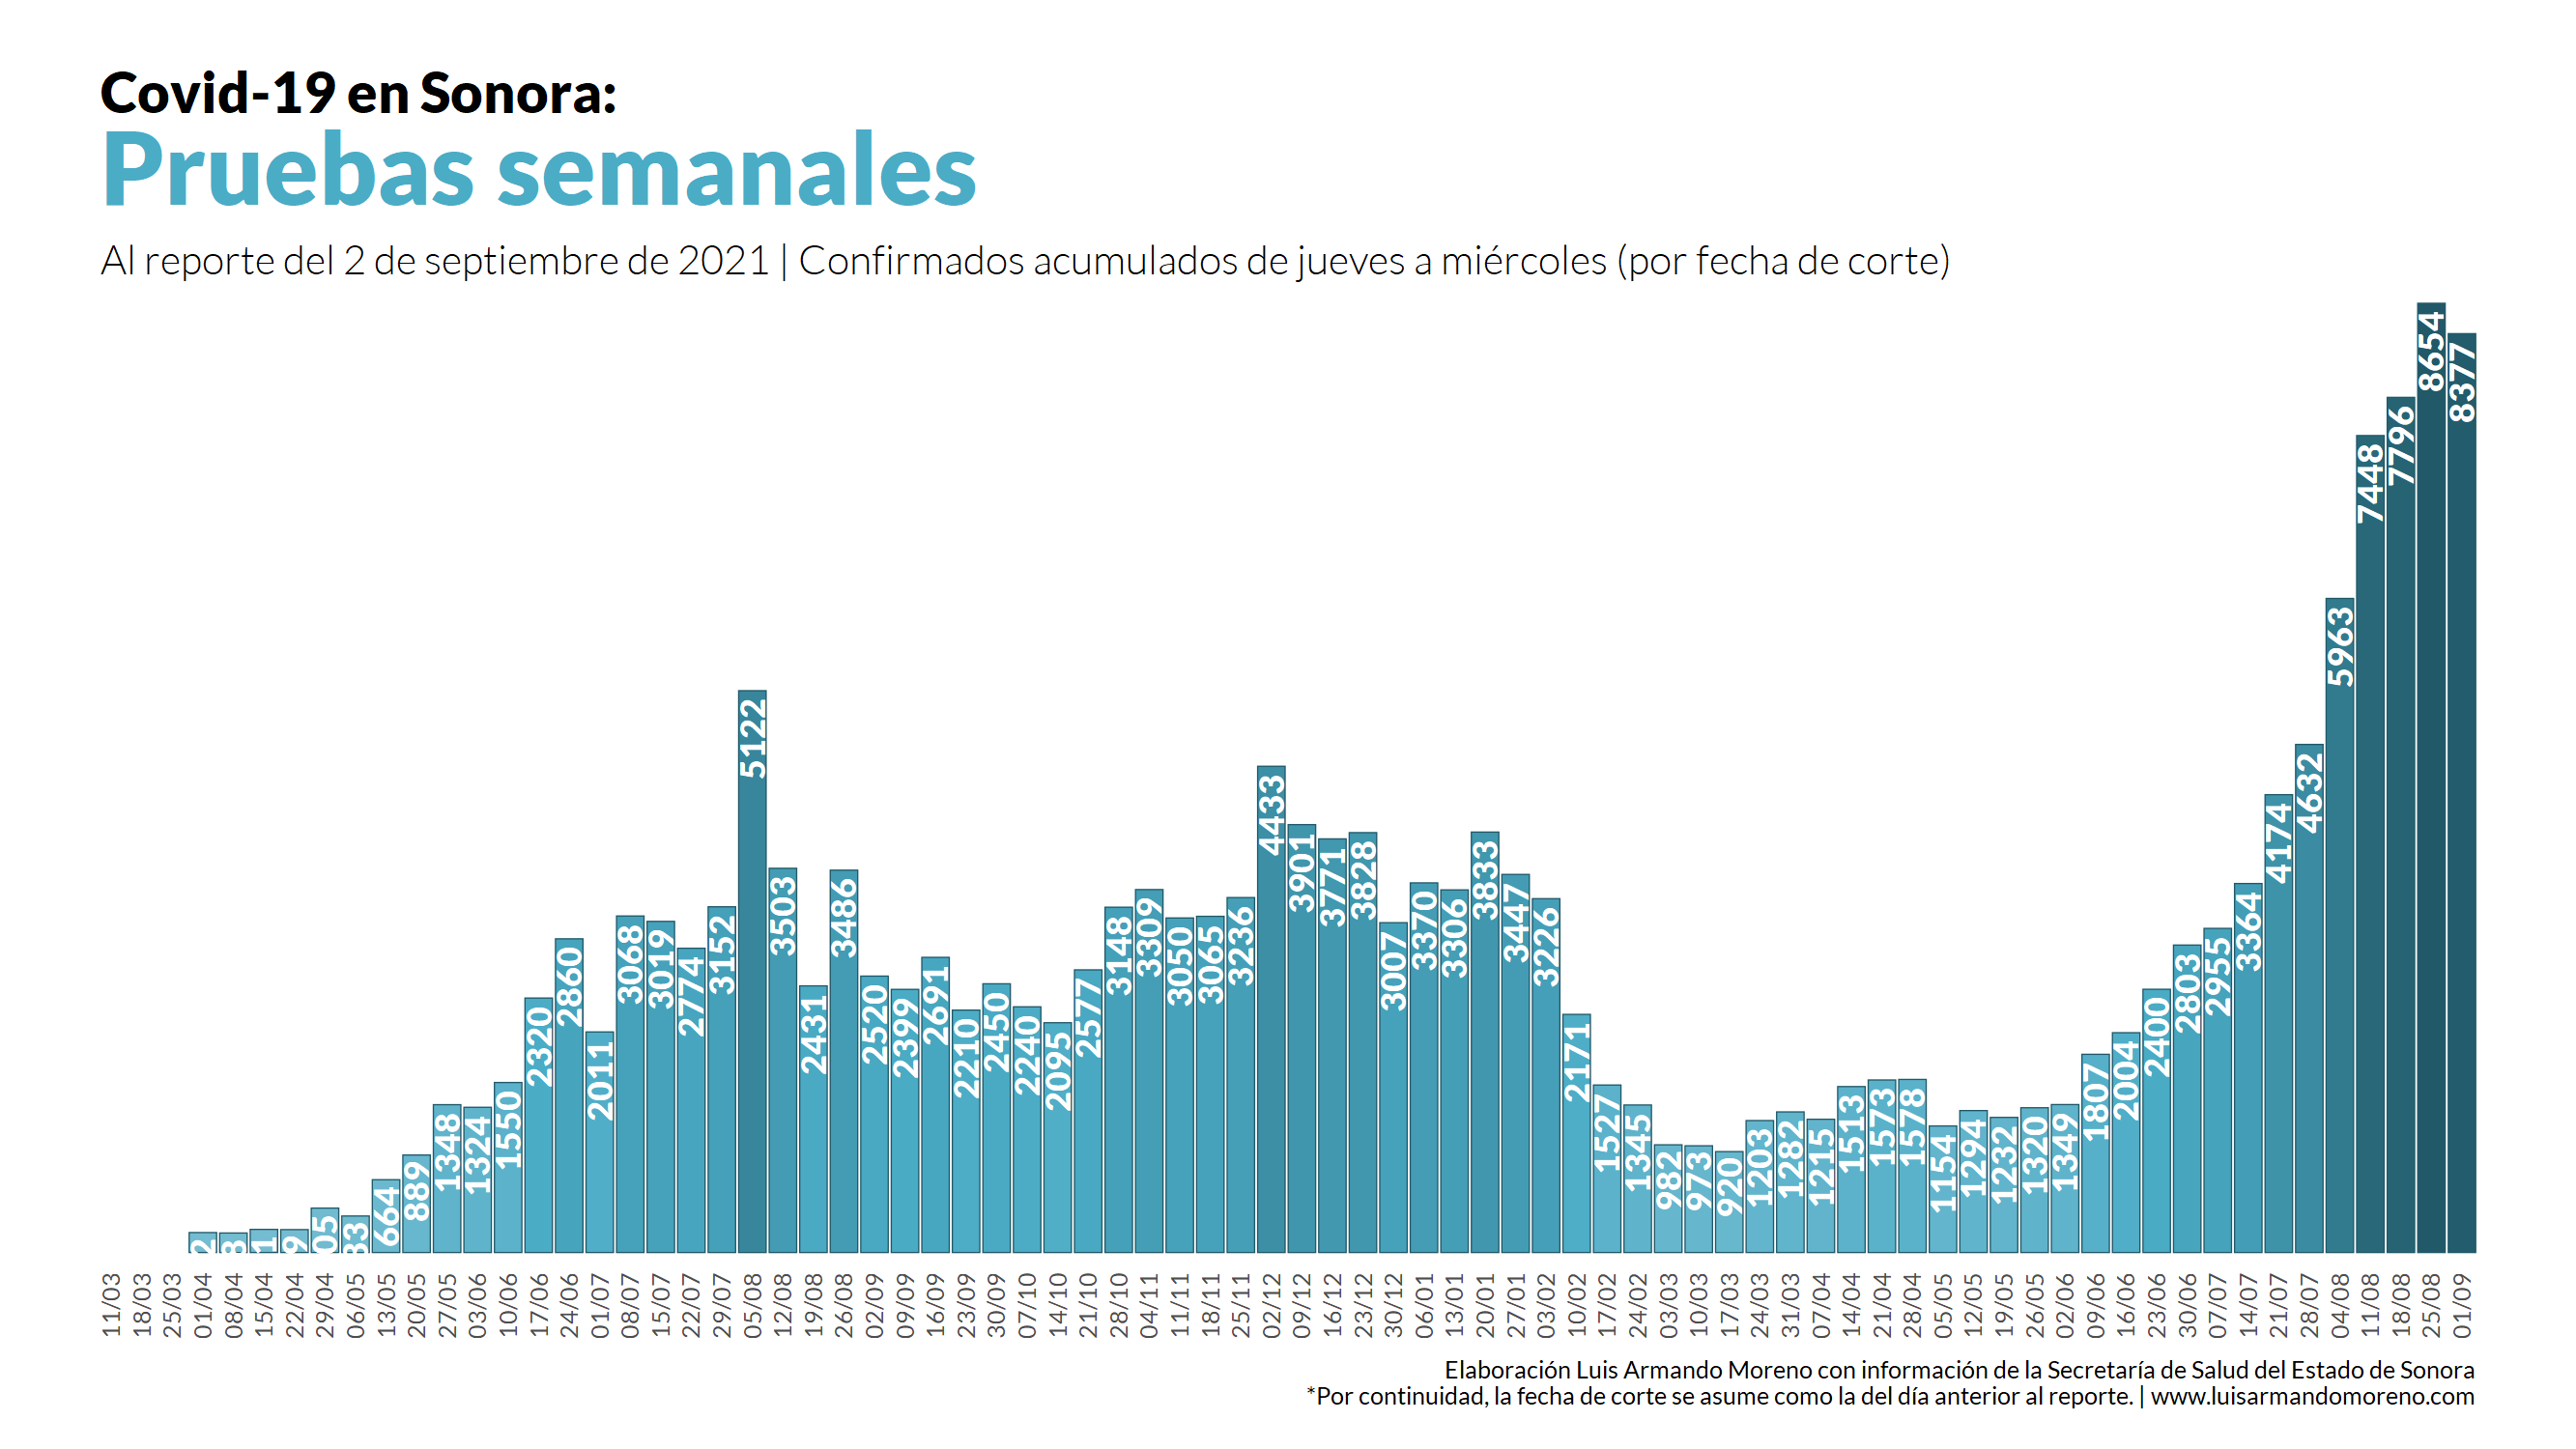 Covid-19 en Sonora:
Pruebas semanales
Al reporte del 2 de septiembre de 2021 | Confirmados acumulados de jueves a miércoles (por fecha de corte)
664 889 1348 1324 1550 2320 2860 2011 3068 3019 2774 3152 5122 3503 2431 3486 2520 2399 2691 2210 2450 2240 2095 2577 3148 3309 3050 3065 3236 4433 3901 3771 3828 3007 3370 3306 3833 3447 3226 2171 1527 1345 982 973 920 1203 1282 1215 1513 1573 1578 1154 1294 1232 1320 1349 1807 2004 2400 2803 2955 3364 4174 4632 5963 7448 7796 8654 8377
11/03 18/03 25/03 01/04 08/04 15/04 22/04 29/04 06/05 13/05 20/05 27/05 03/06 10/06 17/06 24/06 01/07 08/07 15/07 22/07 29/07 05/08 12/08 19/08 26/08 02/09 09/09 16/09 23/09 30/09 07/10 14/10 21/10 28/10 04/11 11/11 18/11 25/11 02/12 09/12 16/12 23/12 30/12 06/01 13/01 20/01 27/01 03/02 10/02 17/02 24/02 03/03 10/03 17/03 24/03 31/03 07/04 14/04 21/04 28/04 05/05 12/05 19/05 26/05 02/06 09/06 16/06 23/06 30/06 07/07 14/07 21/07 28/07 04/08 11/08 18/08 25/08 01/09
Elaboración Luis Armando Moreno con información de la Secretaría de Salud del Estado de Sonora
*Por continuidad, la fecha de corte se asume como la del día anterior al reporte. | www.luisarmandomoreno.com